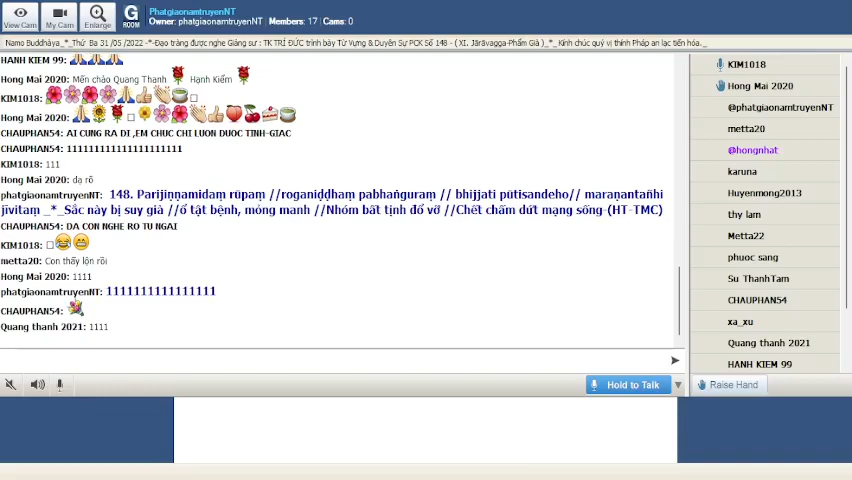 PhatgiaonamtruyenNT
Owner: phatgiaonamtruyenNT | Members: 17 | Cams: 0
View Cam
My Cam
Enlarge
G
ROOM
Namo Buddhàya_*_Thứ Ba 31 /05 /2022 -*-Đạo tràng được nghe Giảng sư : TK TRÍ ĐỨC trình bày Từ Vựng & Duyên Sự PCK Số 148 - ( XI. Jārāvagga-Phẩm Già )_*_ Kính chúc quý vị thính Pháp an lạc tiến hóa._
HANH KIEM 99:
Hong Mai 2020: Mến chào Quang Thanh Hạnh Kiểm
KIM1018:
Hong Mai 2020:
CHAUPHAN54: AI CUNG RA DI ,EM CHUC CHI LUON DUOC TINH-GIAC
CHAUPHAN54: 1111111111111111111111
KIM1018: 111
Hong Mai 2020: dạ rõ
phatgiaonamtruyenNT: 148. Parijiṇṇamidaṃ rūpaṃ //roganiḍḍhaṃ pabhaṅguraṃ // bhijjati pūtisandeho// maraṇantañhi
jīvitaṃ _*_Sắc này bị suy già //ổ tật bệnh, mỏng manh //Nhóm bất tịnh đổ vỡ //Chết chấm dứt mạng sống-(HT-TMC)
CHAUPHAN54: DA CON NGHE RO TU NGAI
KIM1018:
metta20: Con thấy lộn rồi
Hong Mai 2020: 1111
phatgiaonamtruyenNT: 1111111111111111
CHAUPHAN54:
Quang thanh 2021: 1111
Hold to Talk
KIM1018
Hong Mai 2020
@phatgiaonamtruyenNT
metta20
@hongnhat
karuna
Huyenmong2013
thy lam
Metta22
phuoc sang
Su ThanhTam
CHAUPHAN54
xa_xu
Quang thanh 2021
HANH KIEM 99
Raise Hand